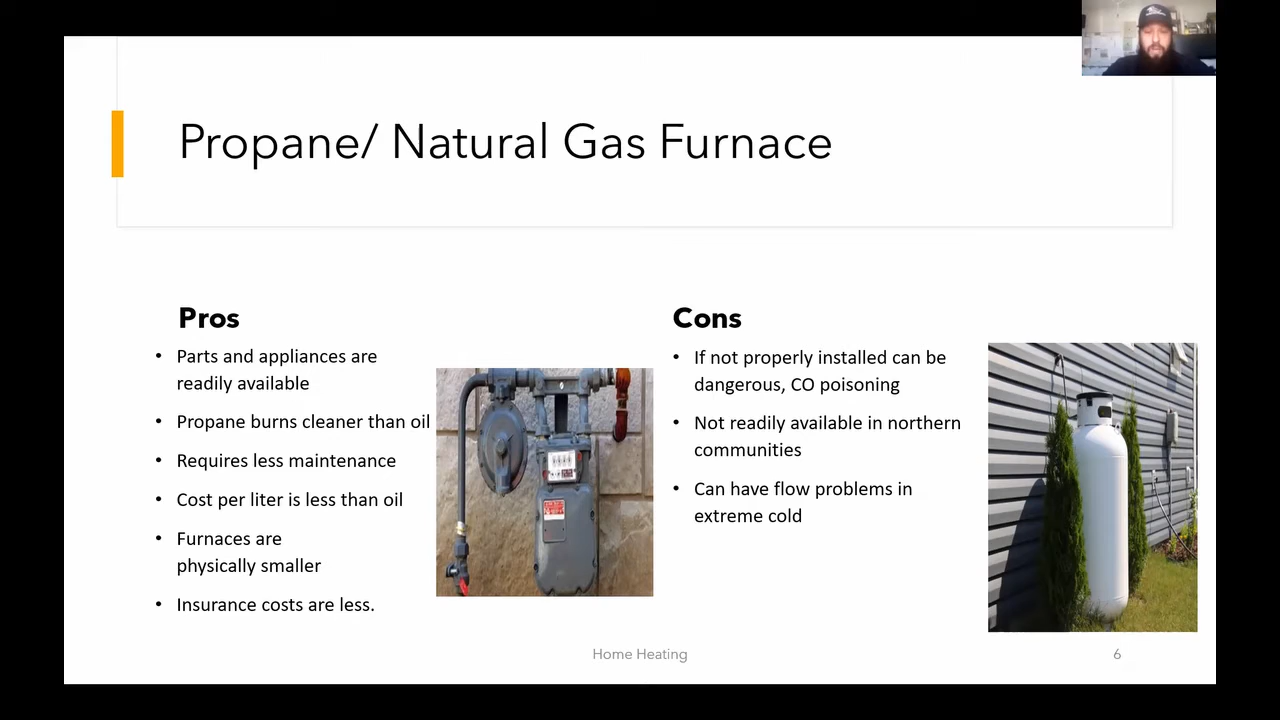 Propane/ Natural Gas Furnace
Pros
• Parts and appliances are
readily available
• Propane burns cleaner than oil
• Requires less maintenance
• Cost per liter is less than oil
• Furnaces are
physically smaller
• Insurance costs are less.
Cons
• If not properly installed can be
dangerous, CO poisoning
• Not readily available in northern
communities
• Can have flow problems in
extreme cold
Home Heating
6